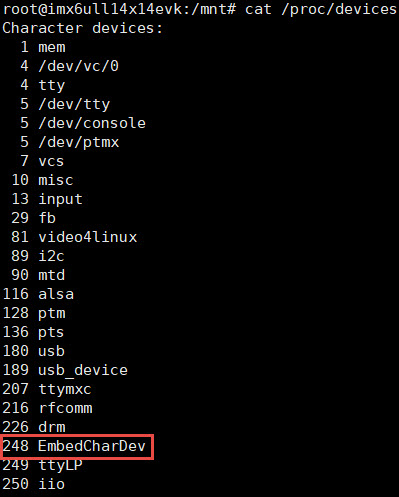 root@imx6ull14x14evk:/mnt# cat /proc/devices
Character devices:
1 mem
4 /dev/vc/0
4 tty
5 /dev/tty
5 /dev/console
5 /dev/ptmx
7 vcs
10 misc
13 input
29 fb
81 video4linux
89 i2c
90 mtd
116 alsa
128 ptm
136 pts
180 usb
189 usb_device
207 ttymxc
216 rfcomm
226 drm
248 EmbedCharDev
249 ttyLP
250 iio